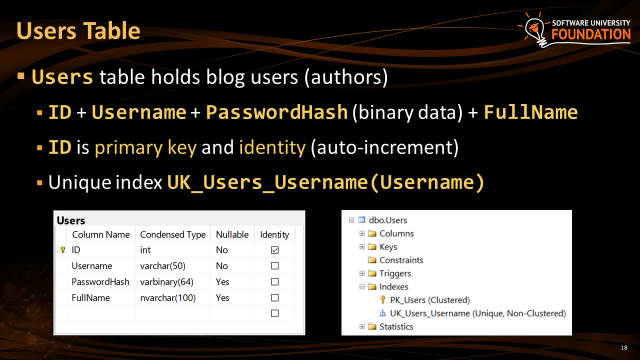 Users Table
SOFTWARE UNIVERSITY
FOUNDATION
Users table holds blog users (authors)
ID + Username + PasswordHash (binary data) + FullName
ID is primary key and identity (auto-increment)
Unique index UK_Users_Username(Username)
Users
Column Name Condensed Type Nullable Identity
ID int No
Username varchar(50) No
PasswordHash varbinary(64) Yes
FullName nvarchar(100) Yes
dbo.Users
Columns
Keys
Constraints
Triggers
Indexes
PK_Users (Clustered)
UK_Users_Username (Unique, Non-Clustered)
Statistics
18